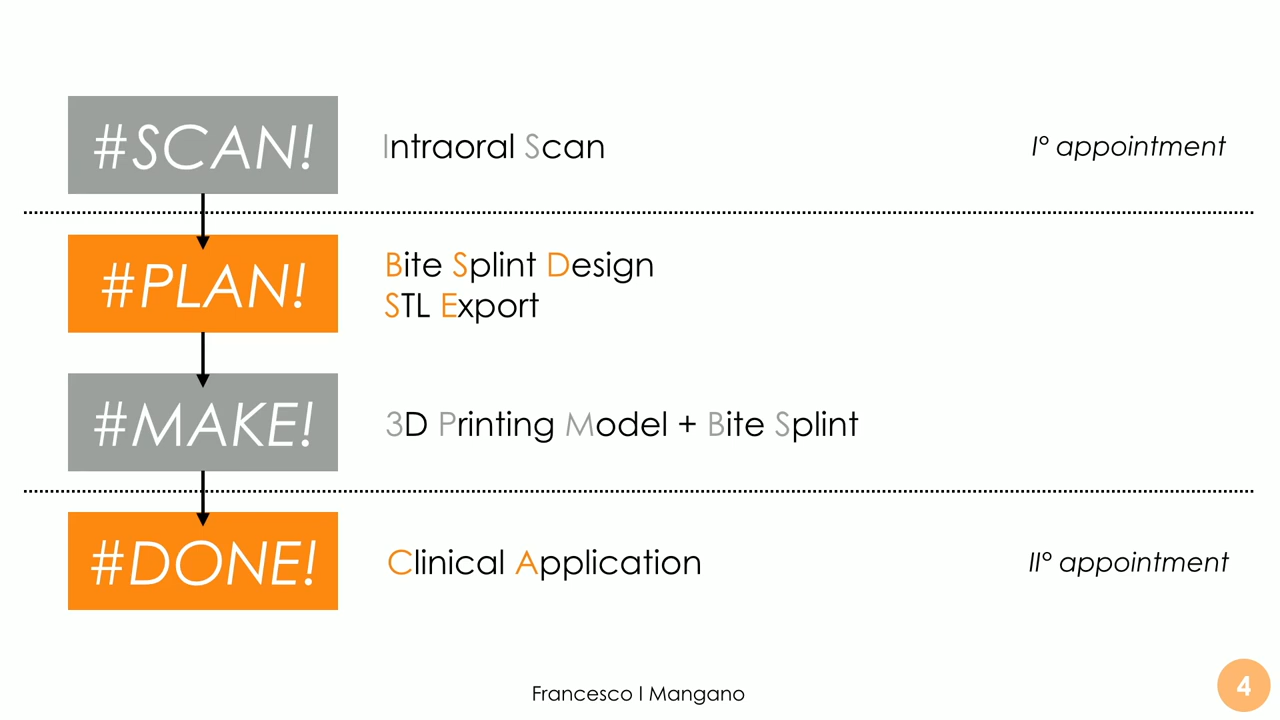 #SCAN!
Intraoral Scan
I° appointment
#PLAN!
Bite Splint Design
STL Export
#MAKE!
3D Printing Model + Bite Splint
#DONE!
Clinical Application
II° appointment
Francesco I Mangano
4